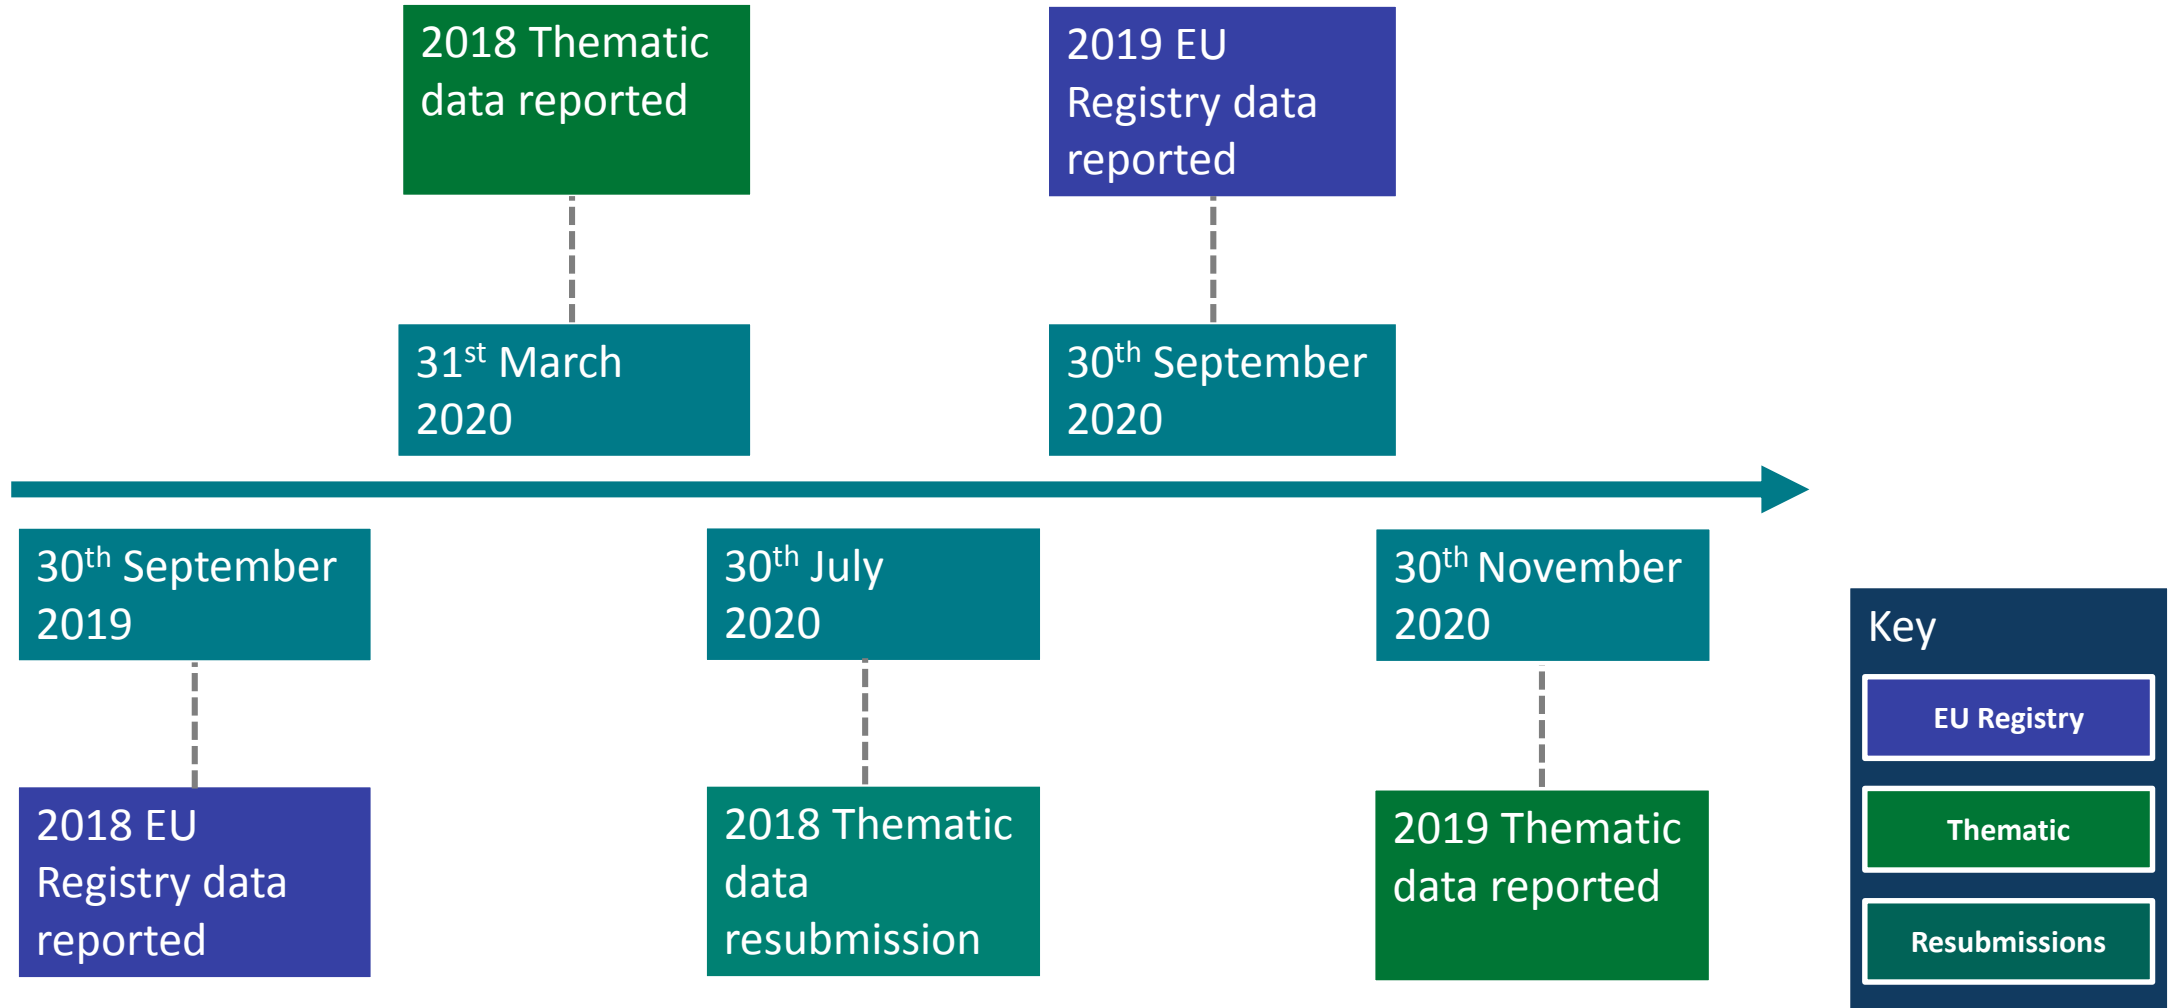 2018 Thematic
data reported
2019 EU
Registry data
reported
31st March
2020
30th September
2020
30th September
2019
30th July
2020
30th November
2020
2018 EU
Registry data
reported
2018 Thematic
data
resubmission
2019 Thematic
data reported
Key
EU Registry
Thematic
Resubmissions